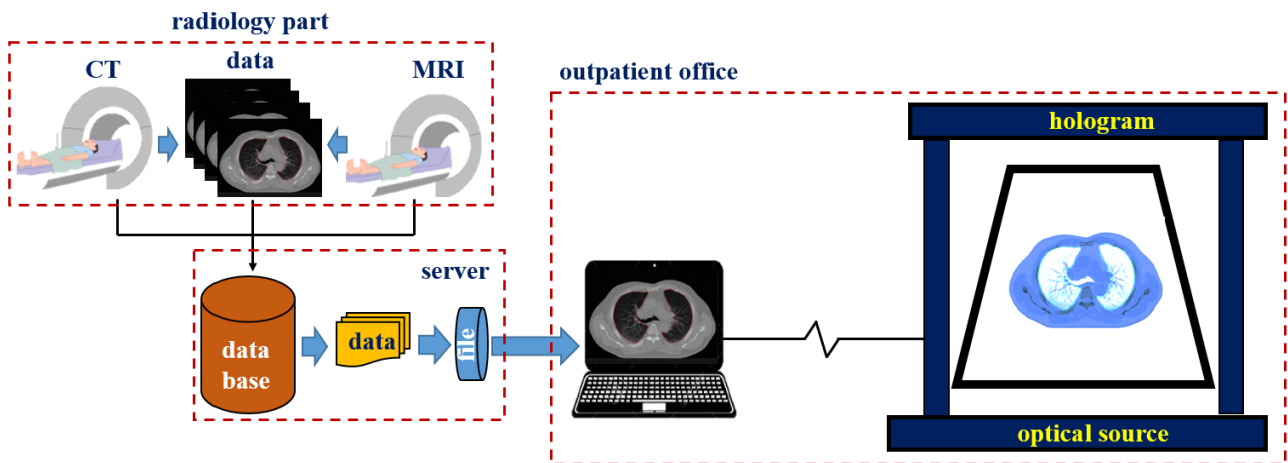 radiology part
CT
data
MRI
outpatient office
hologram
server
data
base
data
file
optical source